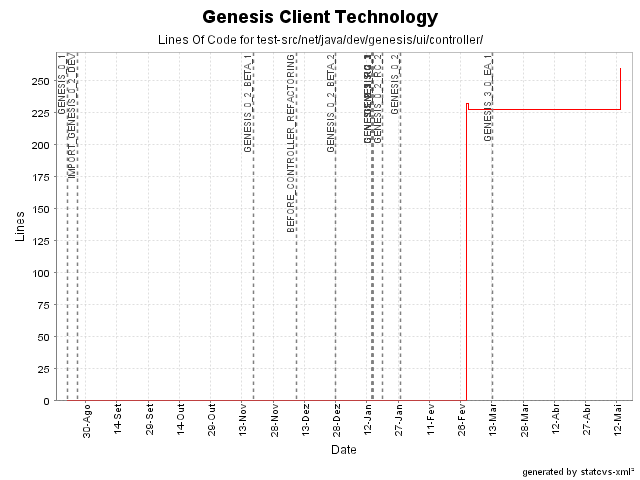 Genesis Client Technology
Lines Of Code for test-src/net/java/dev/genesis/ui/controller/
GENESIS_0_1
IMPORT_GENESIS_0_2_DEV
GENESIS_0_2_BETA_1
BEFORE_CONTROLLER_REFACTORING
GENESIS_0_2_BETA_2
GENESIS_0_2_RC_2
GENESIS_0_2
GENESIS_3_0_EA_1
Lines
250
225
200
175
150
125
100
75
50
25
0
30-Ago
14-Set
29-Set
14-Out
29-Out
13-Nov
28-Nov
13-Dez
28-Dez
12-Jan
27-Jan
11-Fev
26-Fev
13-Mar
28-Mar
12-Abr
27-Abr
12-Mai
Date
generated by statcvs-xml²